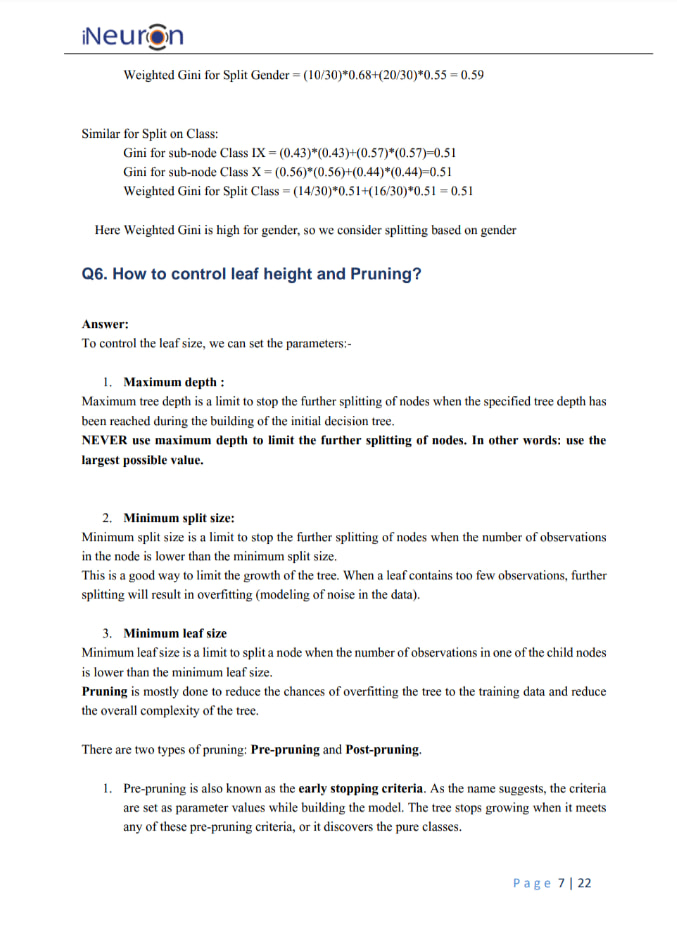 iNeuron
Weighted Gini for Split Gender = (10/30)*0.68+(20/30)*0.55 = 0.59
Similar for Split on Class:
Gini for sub-node Class IX = (0.43)*(0.43)+(0.57)*(0.57)=0.51
Gini for sub-node Class X = (0.56)*(0.56)+(0.44)*(0.44)=0.51
Weighted Gini for Split Class = (14/30)*0.51+(16/30)*0.51 = 0.51
Here Weighted Gini is high for gender, so we consider splitting based on gender
Q6. How to control leaf height and Pruning?
Answer:
To control the leaf size, we can set the parameters:-
1. Maximum depth :
Maximum tree depth is a limit to stop the further splitting of nodes when the specified tree depth has
been reached during the building of the initial decision tree.
NEVER use maximum depth to limit the further splitting of nodes. In other words: use the
largest possible value.
2. Minimum split size:
Minimum split size is a limit to stop the further splitting of nodes when the number of observations
in the node is lower than the minimum split size.
This is a good way to limit the growth of the tree. When a leaf contains too few observations, further
splitting will result in overfitting (modeling of noise in the data).
3. Minimum leaf size
Minimum leaf size is a limit to split a node when the number of observations in one of the child nodes
is lower than the minimum leaf size.
Pruning is mostly done to reduce the chances of overfitting the tree to the training data and reduce
the overall complexity of the tree.
There are two types of pruning: Pre-pruning and Post-pruning.
1. Pre-pruning is also known as the early stopping criteria. As the name suggests, the criteria
are set as parameter values while building the model. The tree stops growing when it meets
any of these pre-pruning criteria, or it discovers the pure classes.
Page 7 | 22